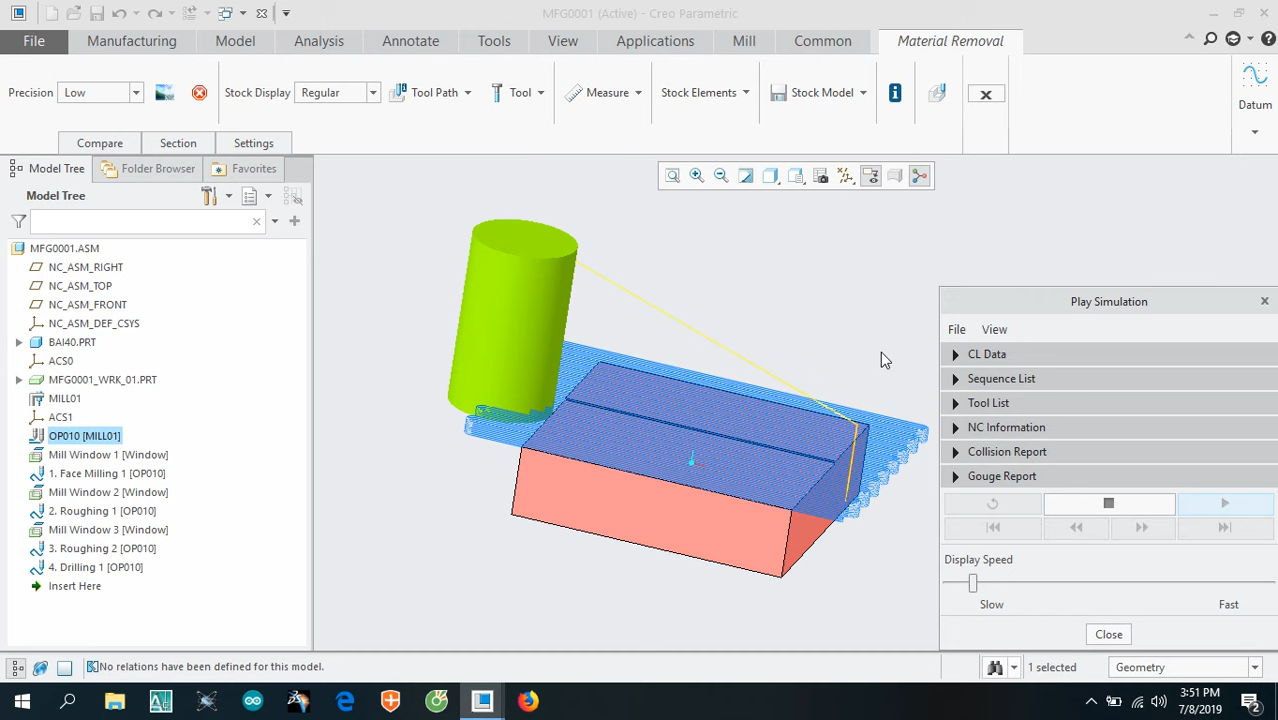 MFG0001 (Active) - Creo Parametric
File Manufacturing Model Analysis Annotate Tools View Applications Mill Common Material Removal
Precision Low Stock Display Regular Tool Path Tool Measure Stock Elements Stock Model Datum
Compare Section Settings
Model Tree Folder Browser Favorites
Model Tree
MFG0001.ASM
NC_ASM_RIGHT
NC_ASM_TOP
NC_ASM_FRONT
NC_ASM_DEF_CSYS
BAI40.PRT
ACS0
MFG0001_WRK_01.PRT
MILL01
ACS1
OP010 [MILL01]
Mill Window 1 [Window]
1. Face Milling 1 [OP010]
Mill Window 2 [Window]
2. Roughing 1 [OP010]
Mill Window 3 [Window]
3. Roughing 2 [OP010]
4. Drilling 1 [OP010]
Insert Here
Play Simulation
File View
CL Data
Sequence List
Tool List
NC Information
Collision Report
Gouge Report
Display Speed
Slow Fast
Close
No relations have been defined for this model.
1 selected Geometry
3:51 PM
7/8/2019
2